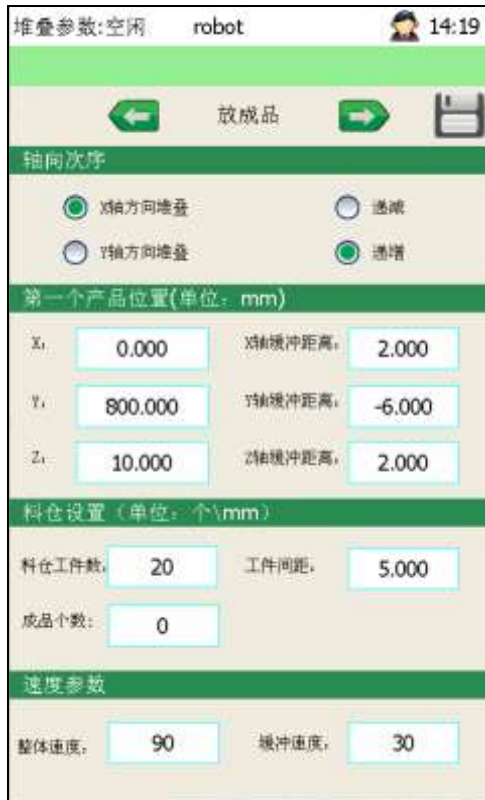 堆叠参数:空闲 robot 14:19
放成品
轴向次序
X轴方向堆叠 递减
Y轴方向堆叠 递增
第一个产品位置(单位：mm)
X： 0.000 X轴缓冲距离： 2.000
Y： 800.000 Y轴缓冲距离： -6.000
Z： 10.000 Z轴缓冲距离： 2.000
料仓设置（单位：个\mm）
料仓工件数： 20 工件间距： 5.000
成品个数： 0
速度参数
整体速度： 90 缓冲速度： 30